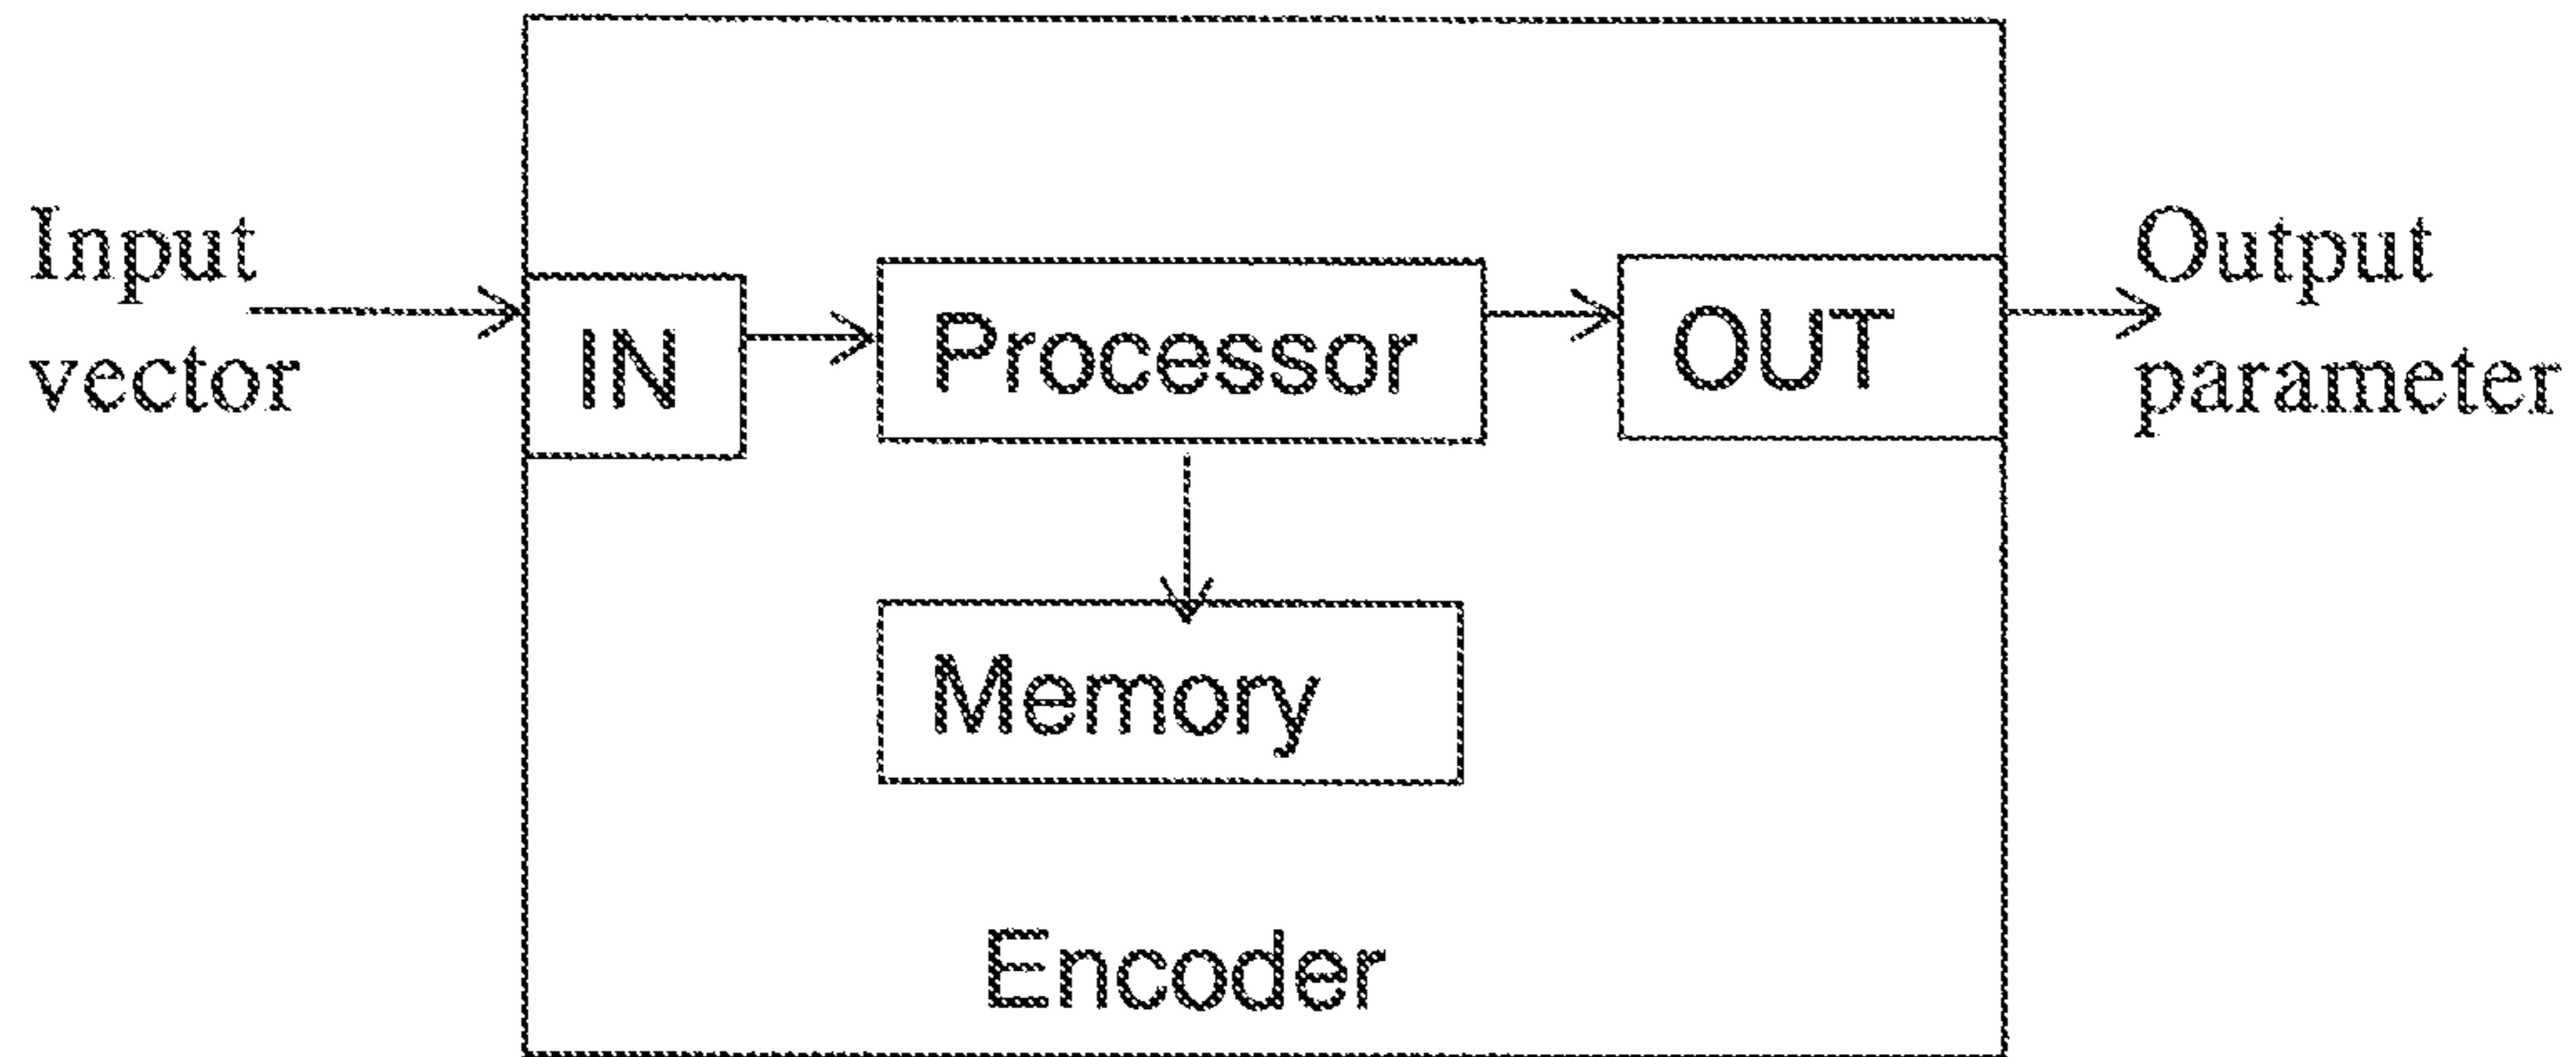 Input
vector
IN
Processor
OUT
Output
parameter
Memory
Encoder